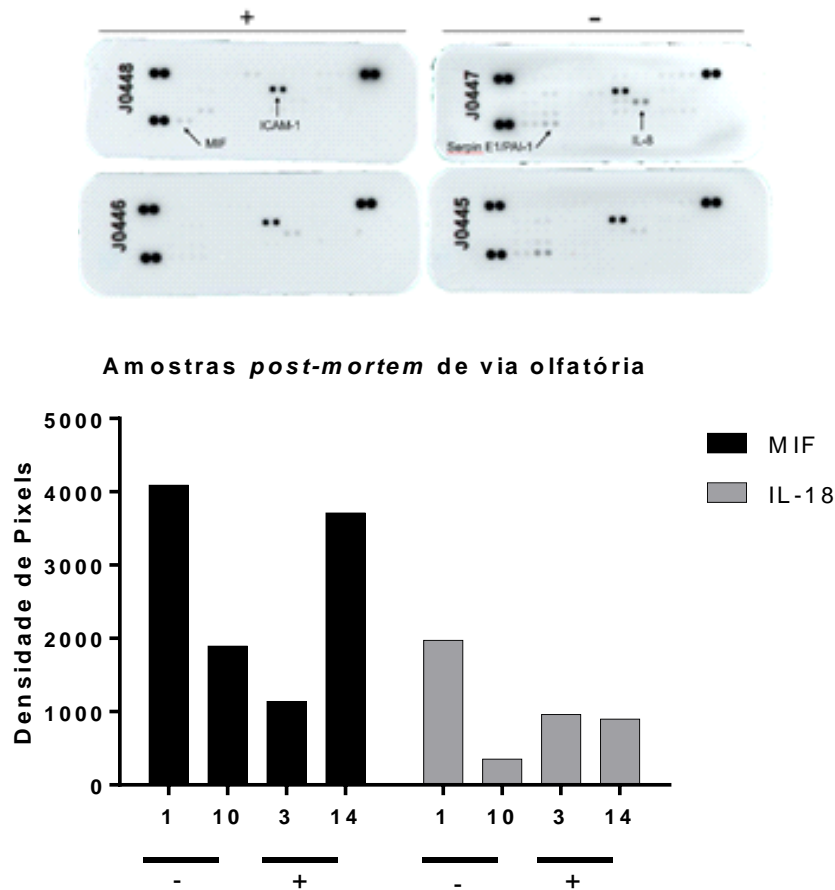 + -
J0448 J0447
ICAM-1
MIF
Serpin E1/PAI-1 IL-8
J0446 J0445
Amostras post-mortem de via olfatória
Densidade de Pixels
5000
4000
3000
2000
1000
0
MIF
IL-18
1 10 3 14 1 10 3 14
- + - +